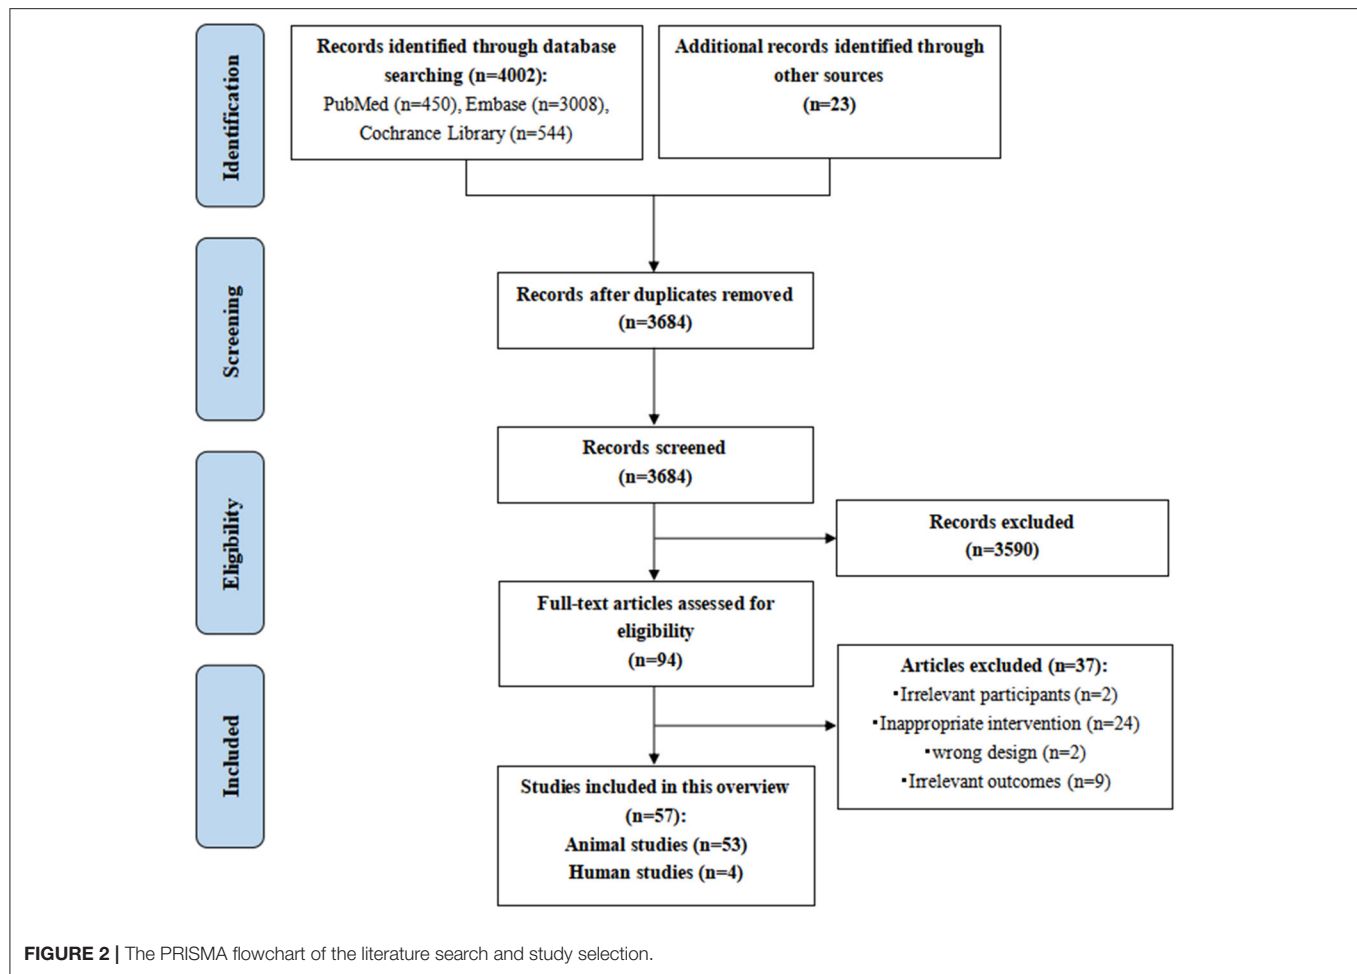 Identification
Records identified through database
searching (n=4002):
PubMed (n=450), Embase (n=3008),
Cochrance Library (n=544)
Additional records identified through
other sources
(n=23)
Screening
Records after duplicates removed
(n=3684)
Records screened
(n=3684)
Eligibility
Records excluded
(n=3590)
Full-text articles assessed for
eligibility
(n=94)
Included
Articles excluded (n=37):
▪Irrelevant participants (n=2)
▪Inappropriate intervention (n=24)
▪wrong design (n=2)
▪Irrelevant outcomes (n=9)
Studies included in this overview
(n=57):
Animal studies (n=53)
Human studies (n=4)
FIGURE 2 | The PRISMA flowchart of the literature search and study selection.